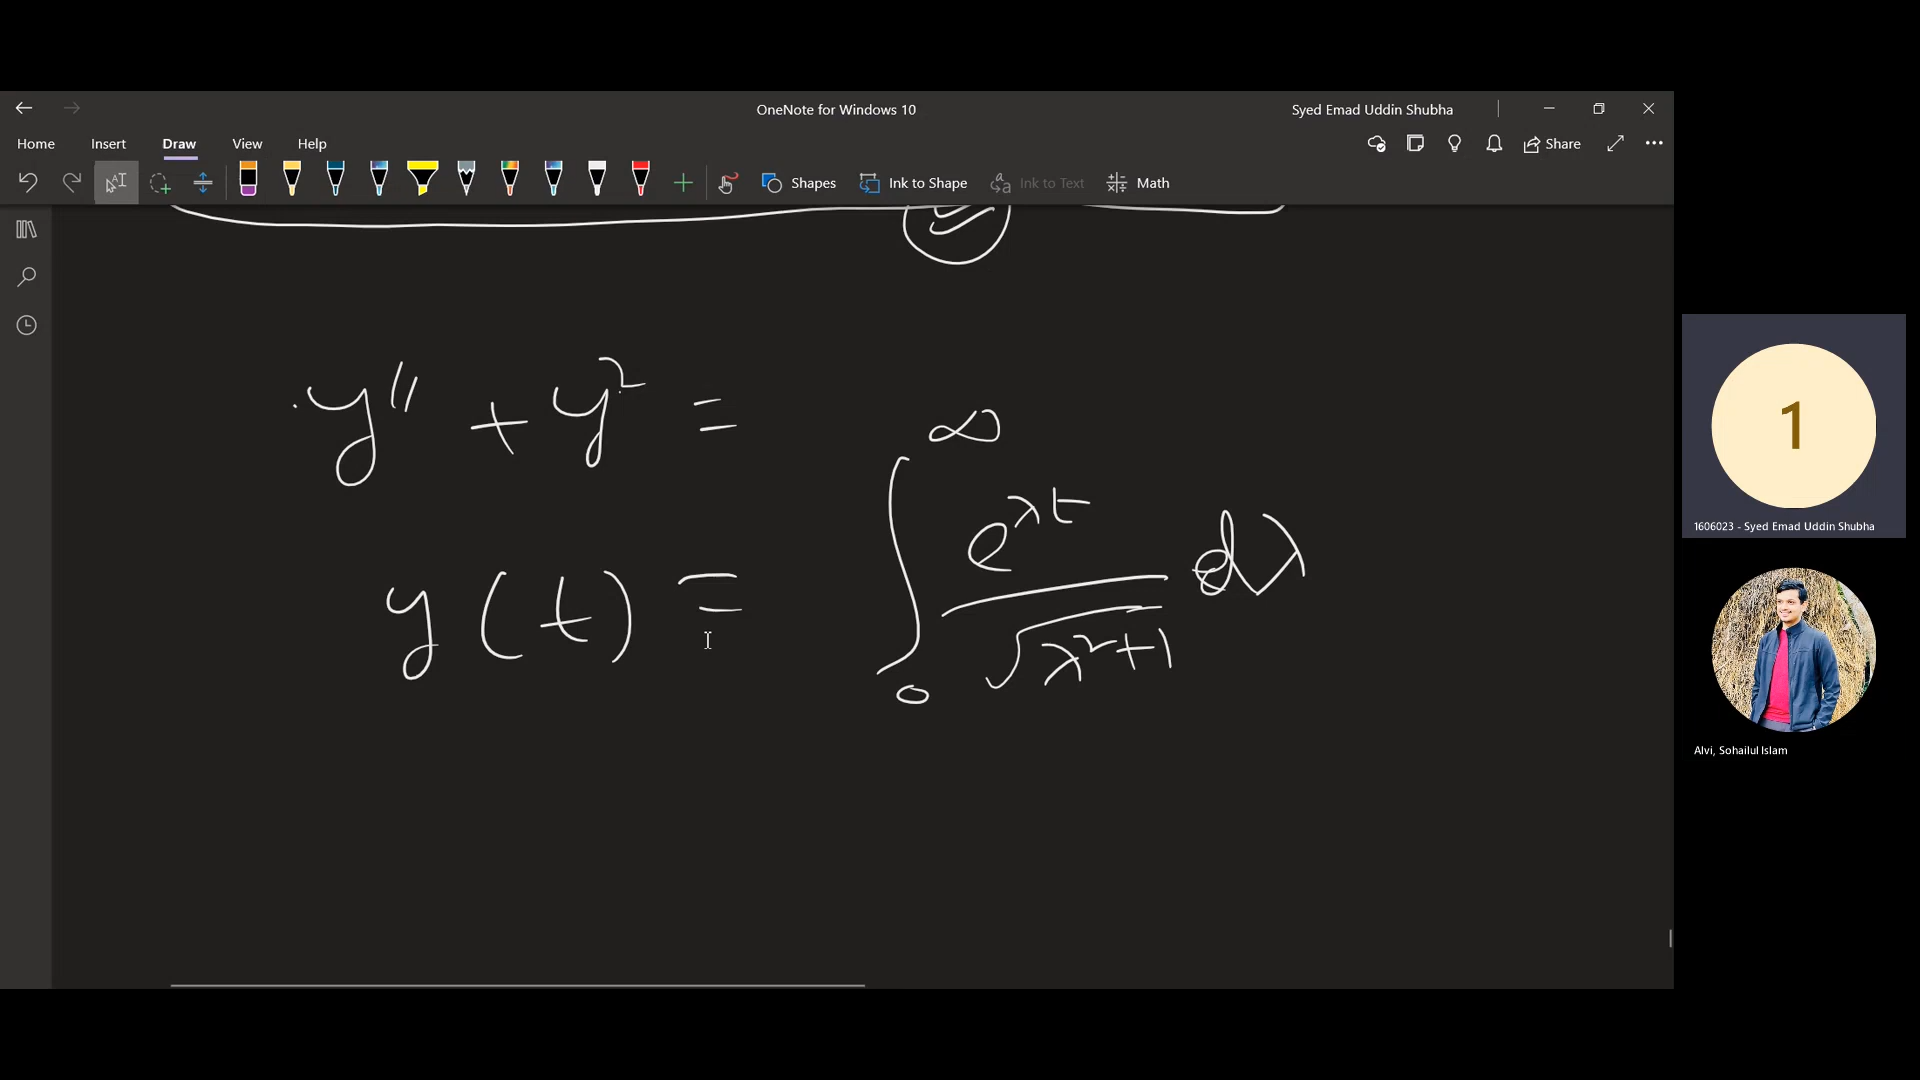 OneNote for Windows 10
Syed Emad Uddin Shubha
Home Insert Draw View Help
Share
Shapes Ink to Shape Ink to Text Math
y'' + y² =
y(t) = ∫₀^∞ e^{λt} / √(λ²+1) dλ
1
1606023 - Syed Emad Uddin Shubha
Alvi, Sohailul Islam